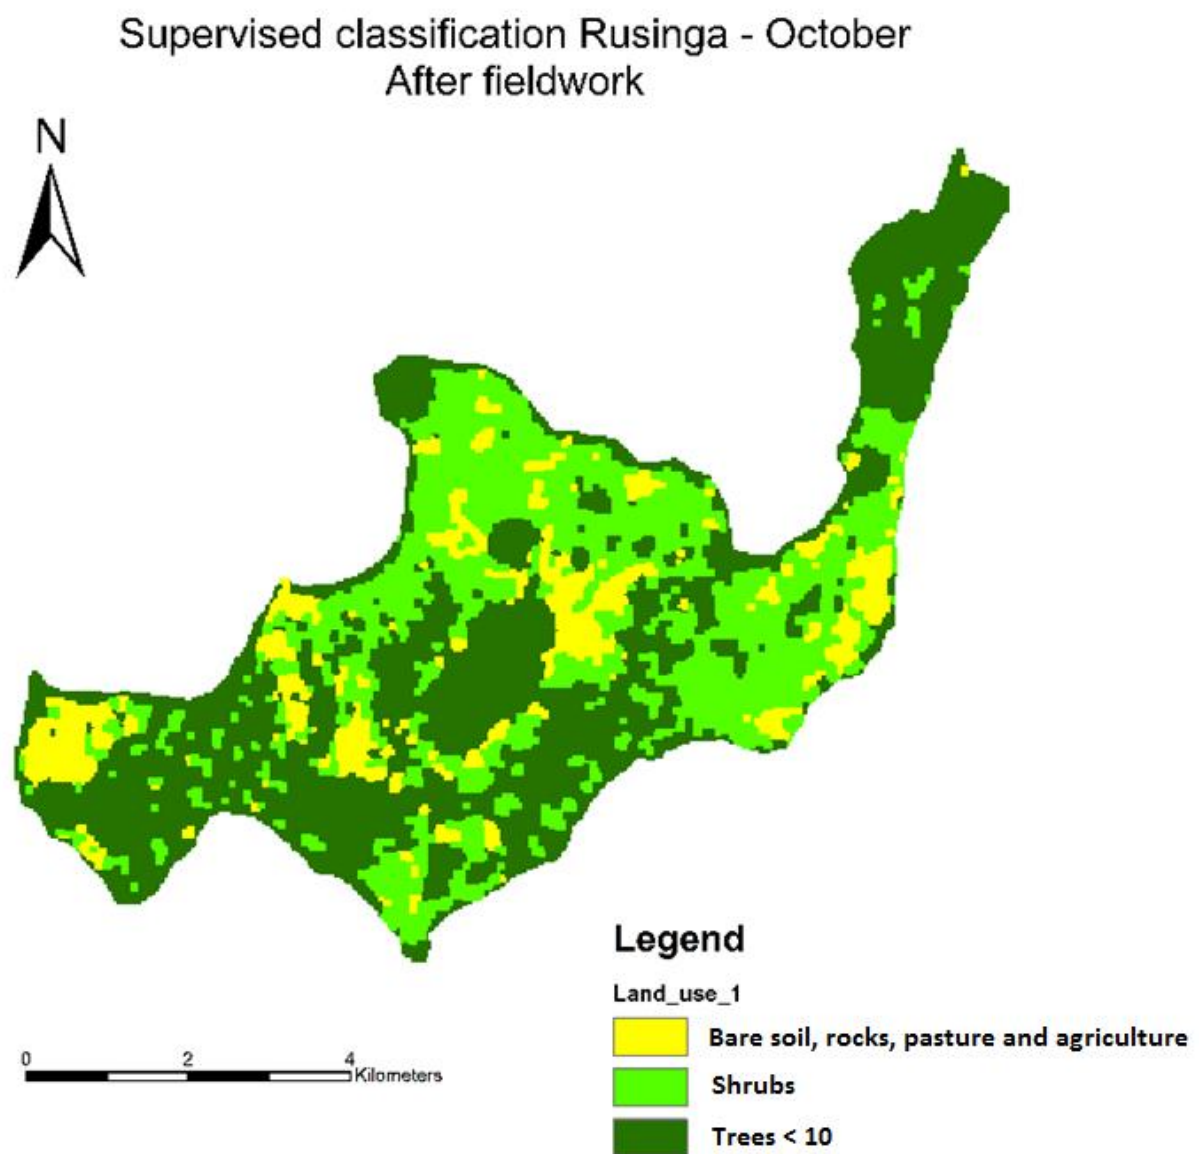 Supervised classification Rusinga - October
After fieldwork
N
Legend
Land_use_1
Bare soil, rocks, pasture and agriculture
Shrubs
Trees < 10
0 2 4
Kilometers